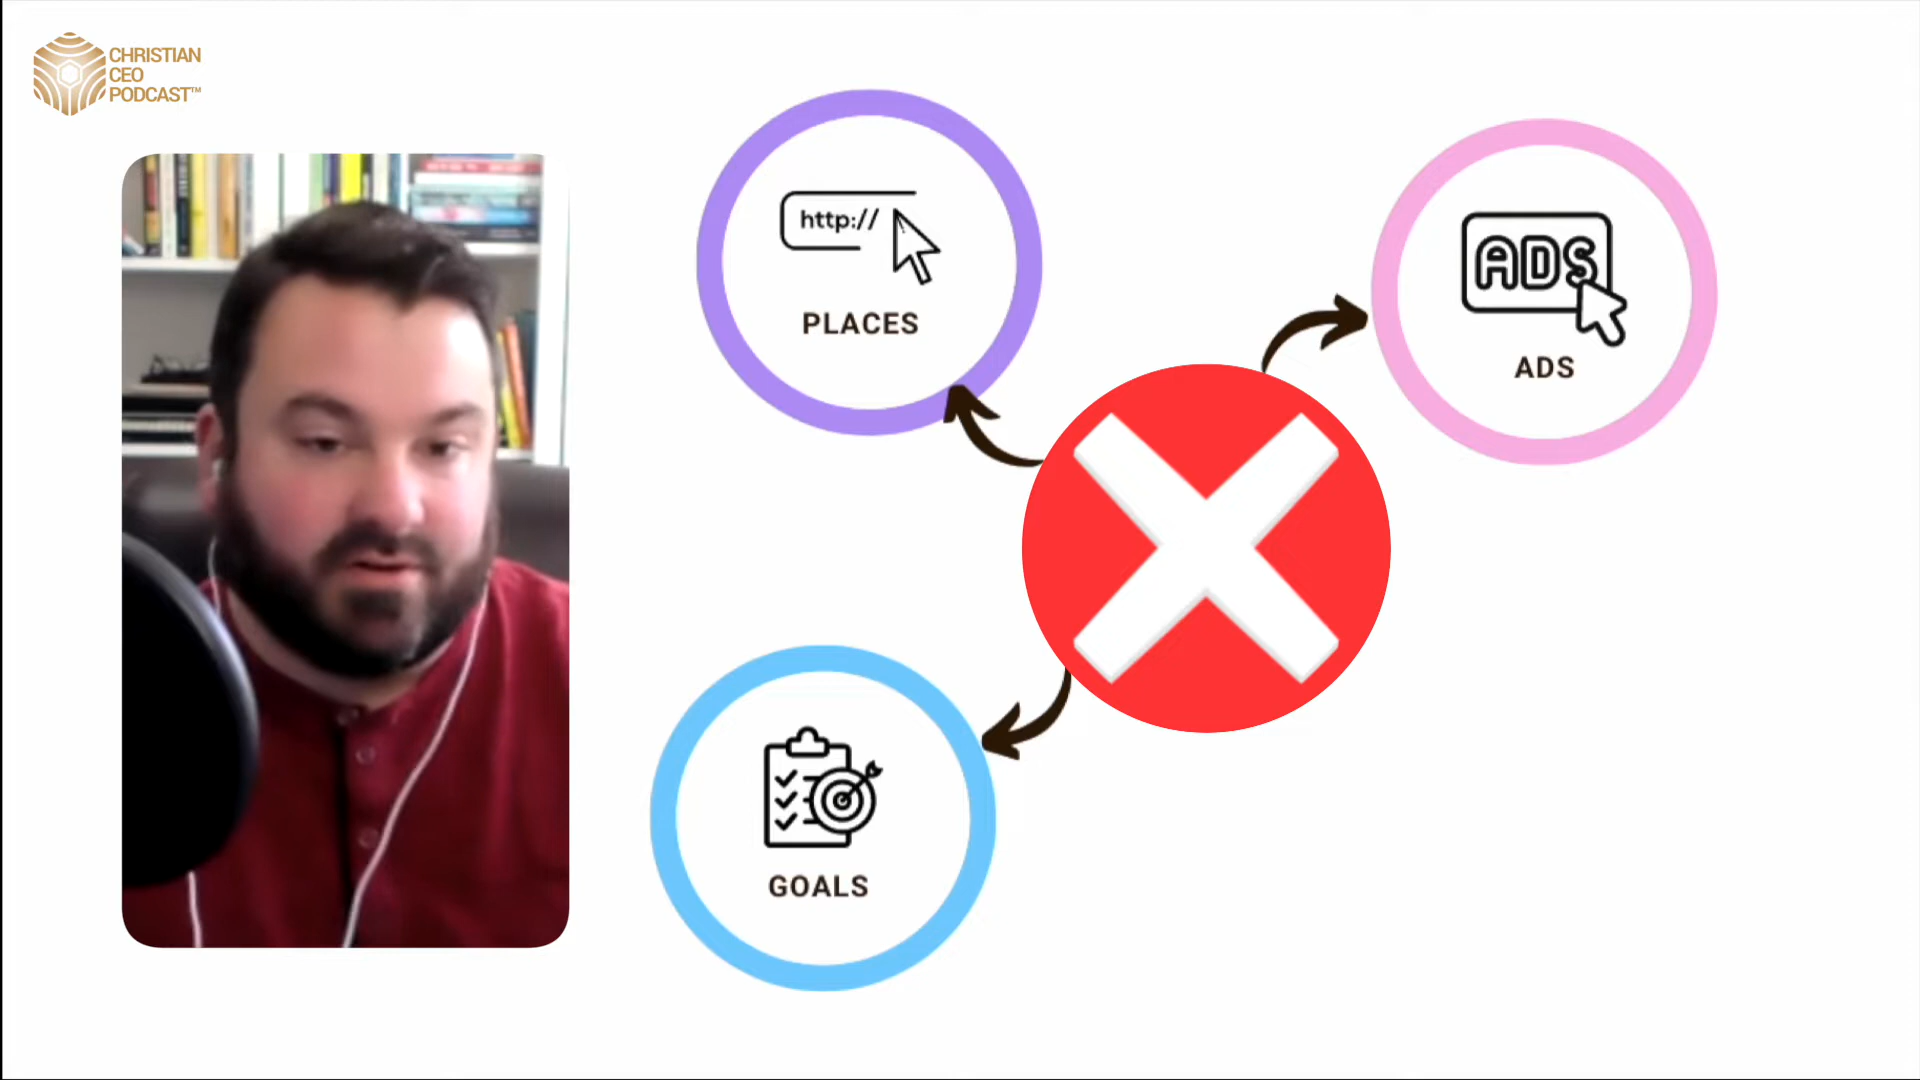 CHRISTIAN
CEO
PODCAST™
http://
PLACES
ADS
ADS
GOALS